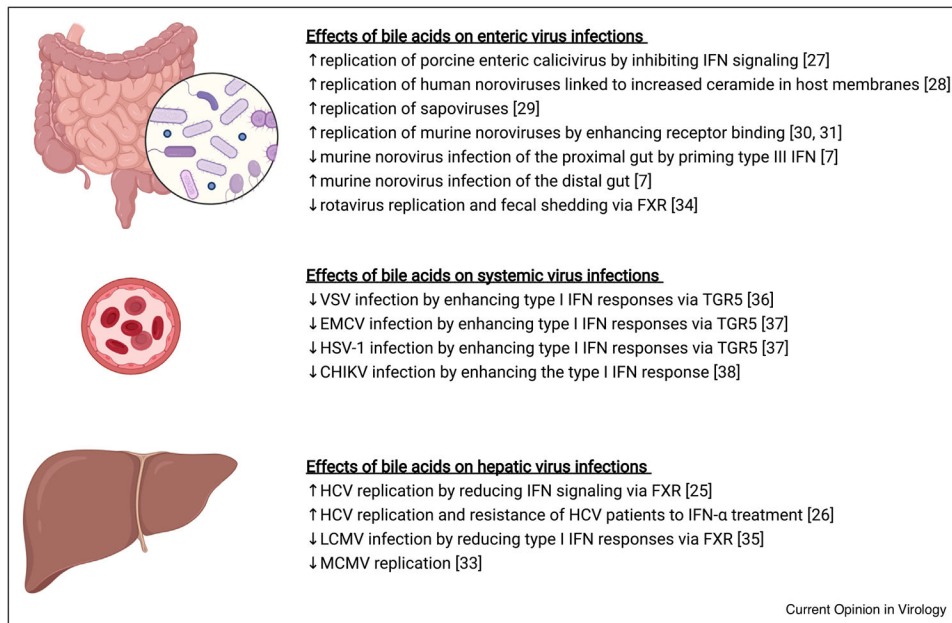 Effects of bile acids on enteric virus infections
↑replication of porcine enteric calicivirus by inhibiting IFN signaling [27]
↑replication of human noroviruses linked to increased ceramide in host membranes [28]
↑replication of sapoviruses [29]
↑replication of murine noroviruses by enhancing receptor binding [30, 31]
↓murine norovirus infection of the proximal gut by priming type III IFN [7]
↑murine norovirus infection of the distal gut [7]
↓rotavirus replication and fecal shedding via FXR [34]
Effects of bile acids on systemic virus infections
↓VSV infection by enhancing type I IFN responses via TGR5 [36]
↓EMCV infection by enhancing type I IFN responses via TGR5 [37]
↓HSV-1 infection by enhancing type I IFN responses via TGR5 [37]
↓CHIKV infection by enhancing the type I IFN response [38]
Effects of bile acids on hepatic virus infections
↑HCV replication by reducing IFN signaling via FXR [25]
↑HCV replication and resistance of HCV patients to IFN-α treatment [26]
↓LCMV infection by reducing type I IFN responses via FXR [35]
↓MCMV replication [33]
Current Opinion in Virology